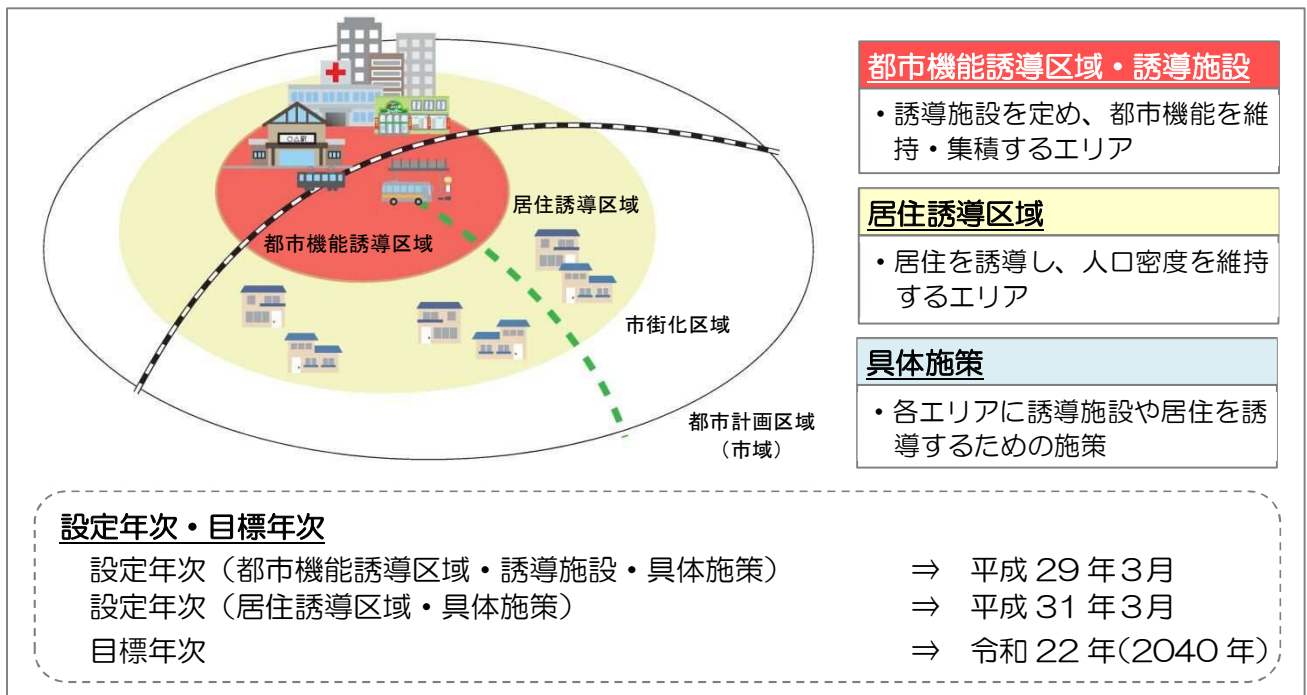 ○△駅
都市機能誘導区域
居住誘導区域
市街化区域
都市計画区域
（市域）
都市機能誘導区域・誘導施設
・誘導施設を定め、都市機能を維
持・集積するエリア
居住誘導区域
・居住を誘導し、人口密度を維持
するエリア
具体施策
・各エリアに誘導施設や居住を誘
導するための施策
設定年次・目標年次
設定年次（都市機能誘導区域・誘導施設・具体施策） ⇒ 平成29年３月
設定年次（居住誘導区域・具体施策） ⇒ 平成31年３月
目標年次 ⇒ 令和22年(2040年)